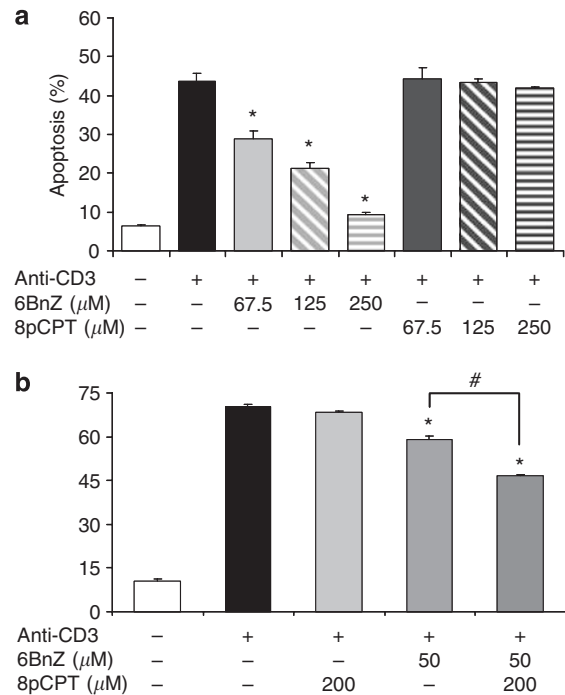 a
60
50
40
30
20
10
0
Apoptosis (%)
* * *
Anti-CD3 – + + + + + + +
6BnZ (μM) – – 67.5 125 250 – – –
8pCPT (μM) – – – – – 67.5 125 250
b
75
60
45
30
15
0
#
* *
Anti-CD3 – + + + +
6BnZ (μM) – – – 50 50
8pCPT (μM) – – 200 – 200